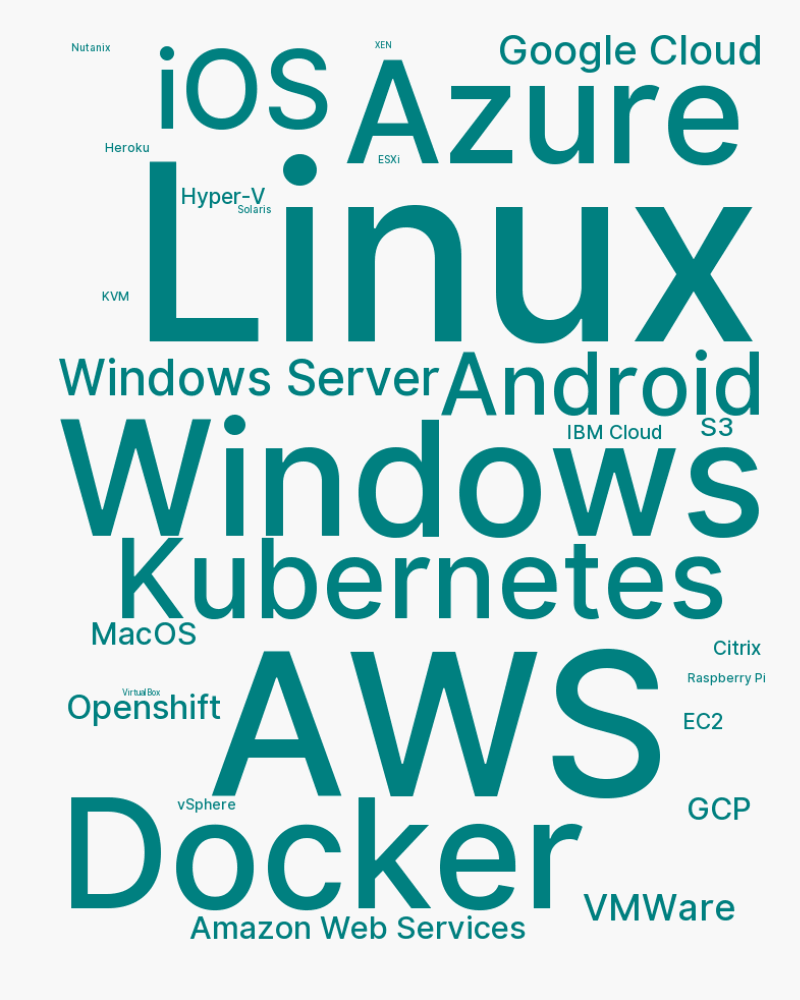 Nutanix
XEN
Google Cloud
iOS
Azure
Heroku
ESXi
Linux
Hyper-V
Solaris
KVM
Windows Server
Android
S3
IBM Cloud
Windows
Kubernetes
MacOS
Citrix
AWS
Raspberry Pi
VirtualBox
Openshift
EC2
vSphere
GCP
Docker
VMWare
Amazon Web Services